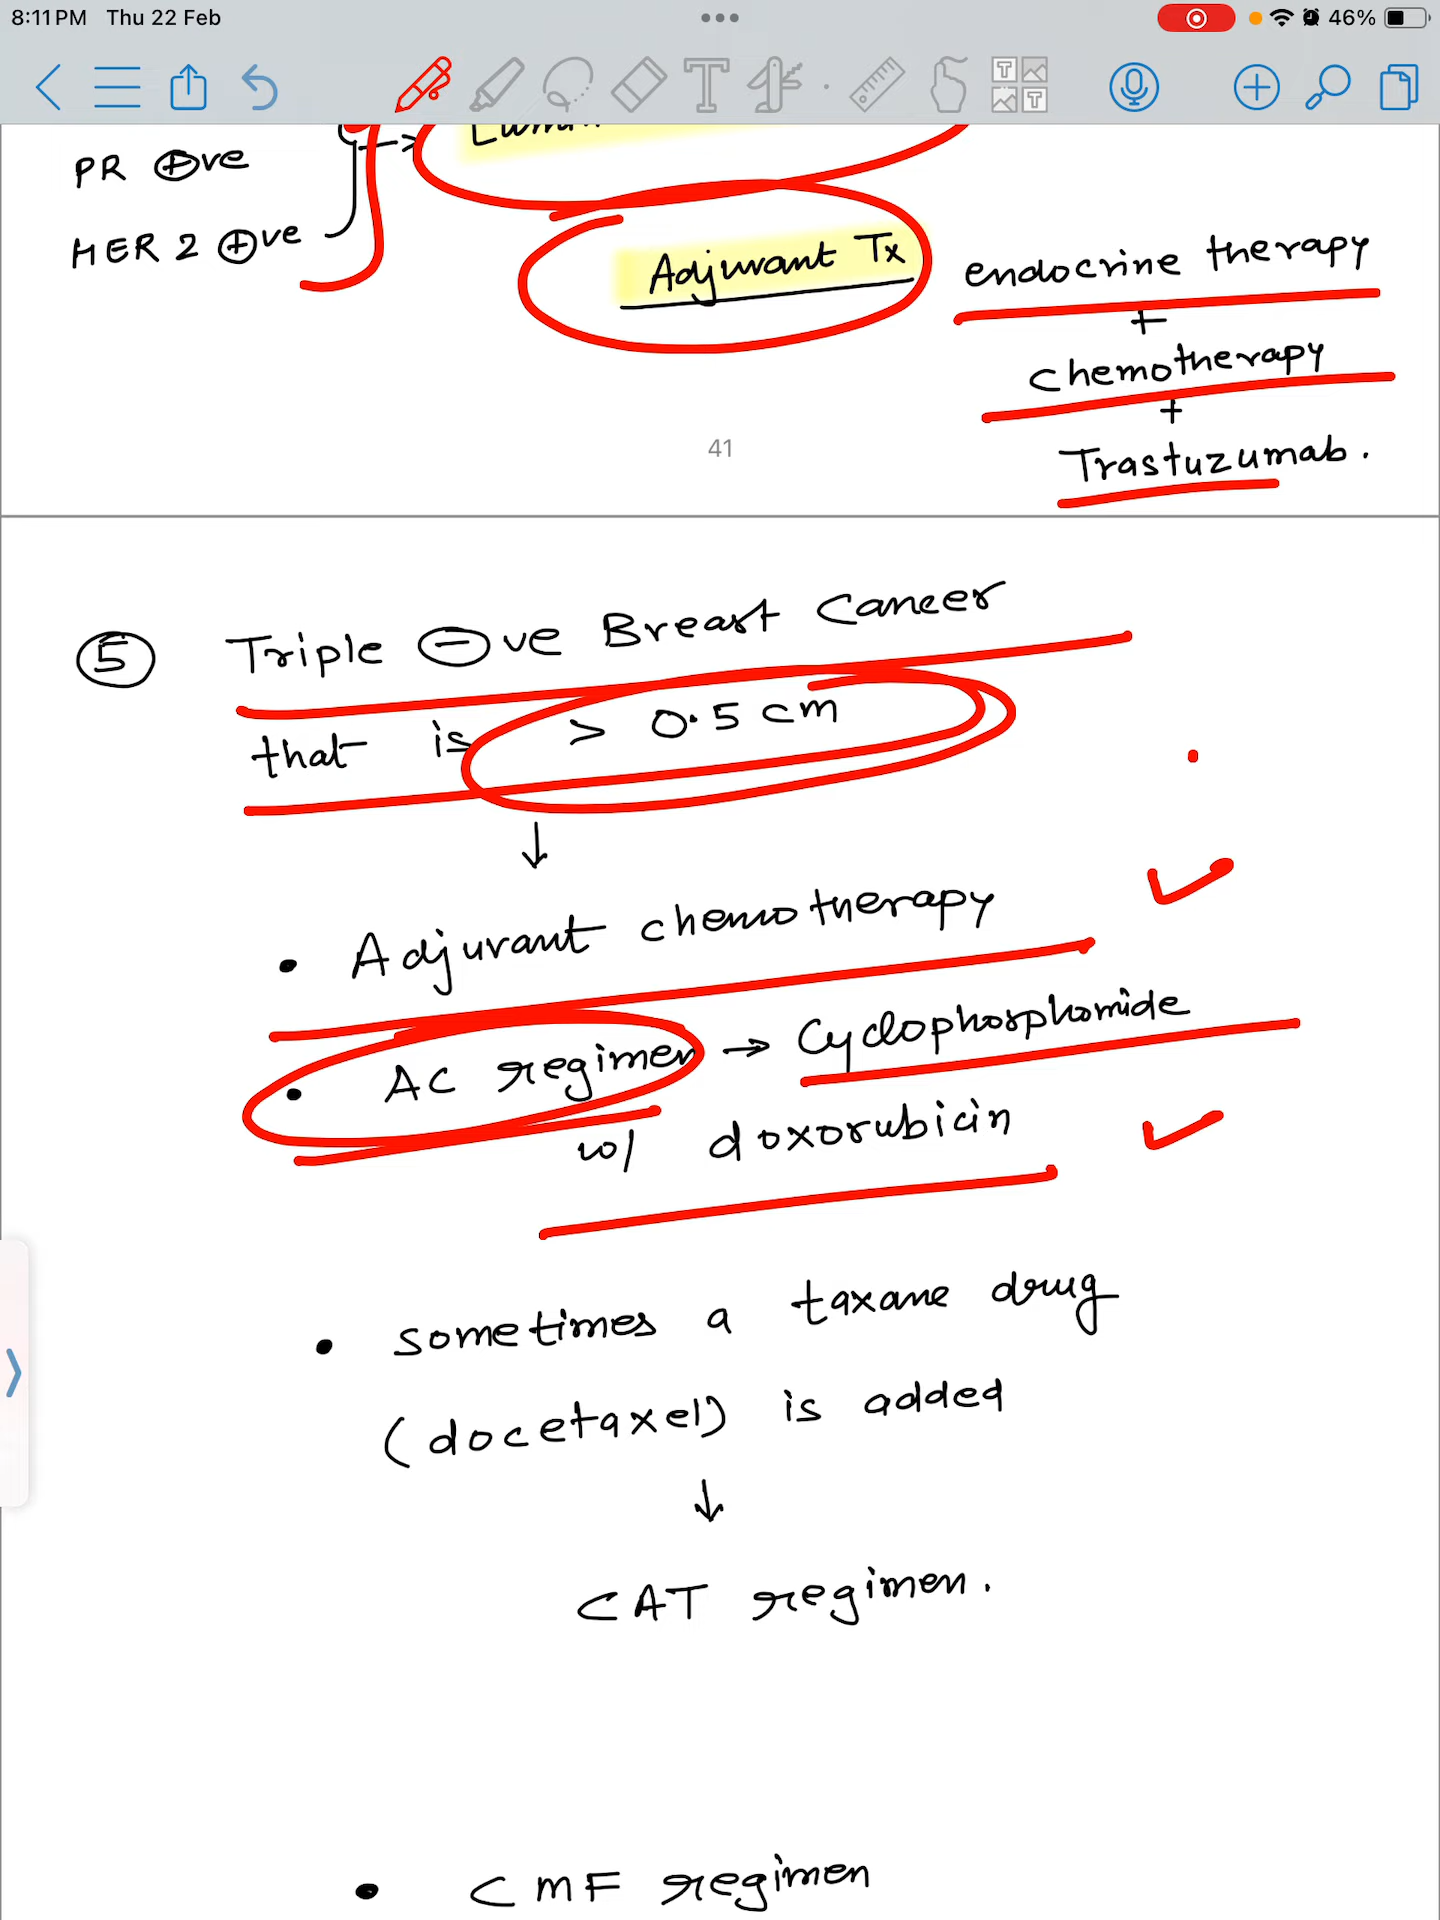 8:11 PM Thu 22 Feb 46%
PR ⊕ve
HER 2 ⊕ve
Adjuvant Tx
endocrine therapy
+
chemotherapy
+
Trastuzumab.
41
⑤ Triple ⊖ve Breast Cancer
that is > 0.5 cm
↓
• Adjuvant chemotherapy
• AC regimen → Cyclophosphomide
w/ doxorubicin
• sometimes a taxane drug
(docetaxel) is added
↓
CAT regimen.
• CMF regimen